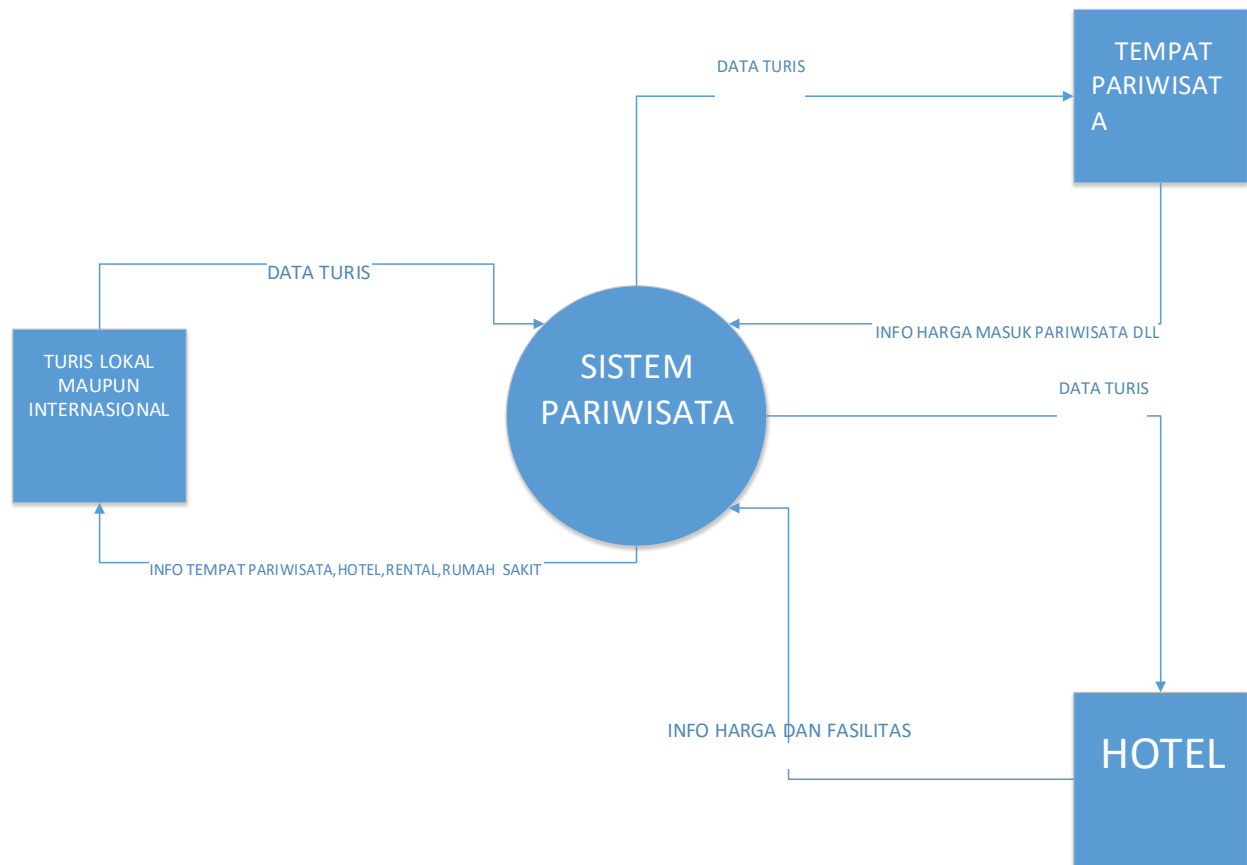 DATA TURIS
TEMPAT
PARIWISAT
A
DATA TURIS
INFO HARGA MASUK PARIWISATA DLL
TURIS LOKAL
MAUPUN
INTERNASIONAL
SISTEM
PARIWISATA
DATA TURIS
INFO TEMPAT PARIWISATA,HOTEL,RENTAL,RUMAH SAKIT
INFO HARGA DAN FASILITAS
HOTEL